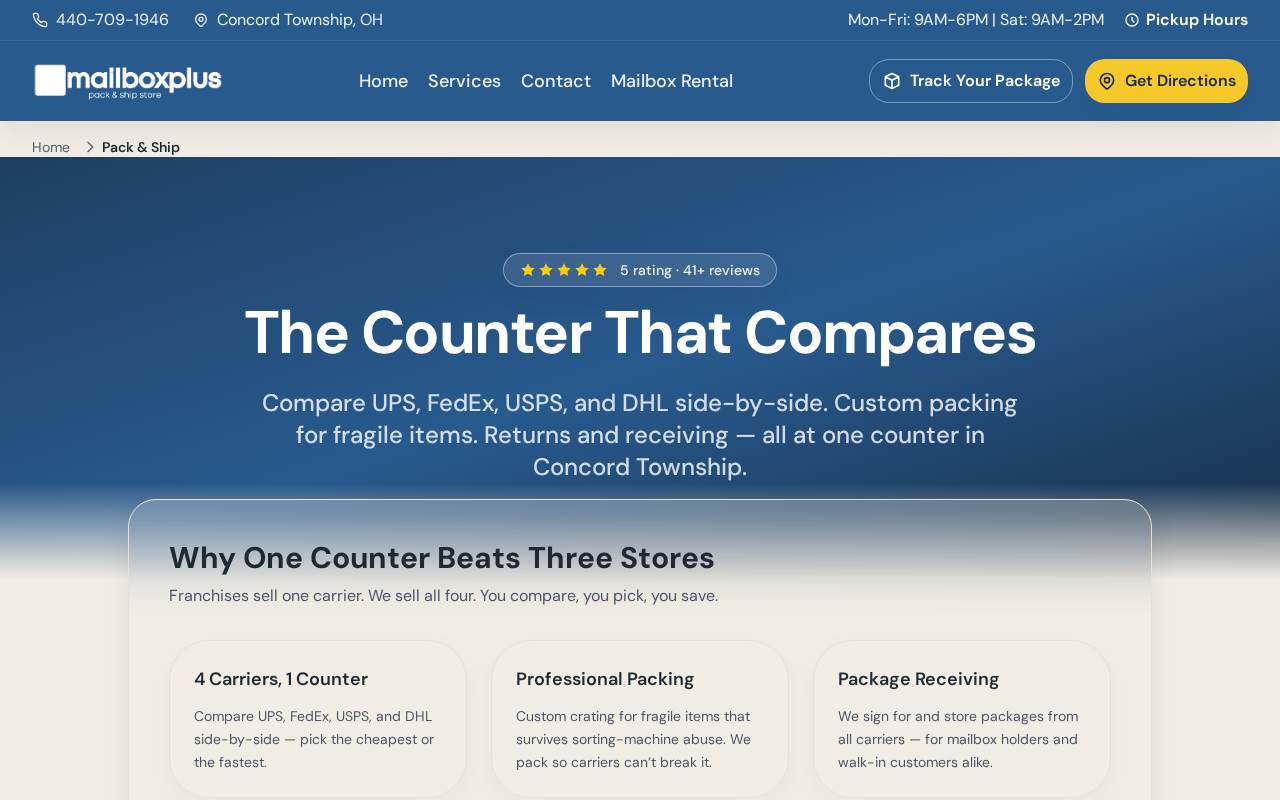 440-709-1946
Concord Township, OH
Mon-Fri: 9AM-6PM | Sat: 9AM-2PM
Pickup Hours
mailboxplus
pack & ship store
Home
Services
Contact
Mailbox Rental
Track Your Package
Get Directions
Home
Pack & Ship
5 rating · 41+ reviews
The Counter That Compares
Compare UPS, FedEx, USPS, and DHL side-by-side. Custom packing
for fragile items. Returns and receiving — all at one counter in
Concord Township.
Why One Counter Beats Three Stores
Franchises sell one carrier. We sell all four. You compare, you pick, you save.
4 Carriers, 1 Counter
Compare UPS, FedEx, USPS, and DHL
side-by-side — pick the cheapest or
the fastest.
Professional Packing
Custom crating for fragile items that
survives sorting-machine abuse. We
pack so carriers can’t break it.
Package Receiving
We sign for and store packages from
all carriers — for mailbox holders and
walk-in customers alike.